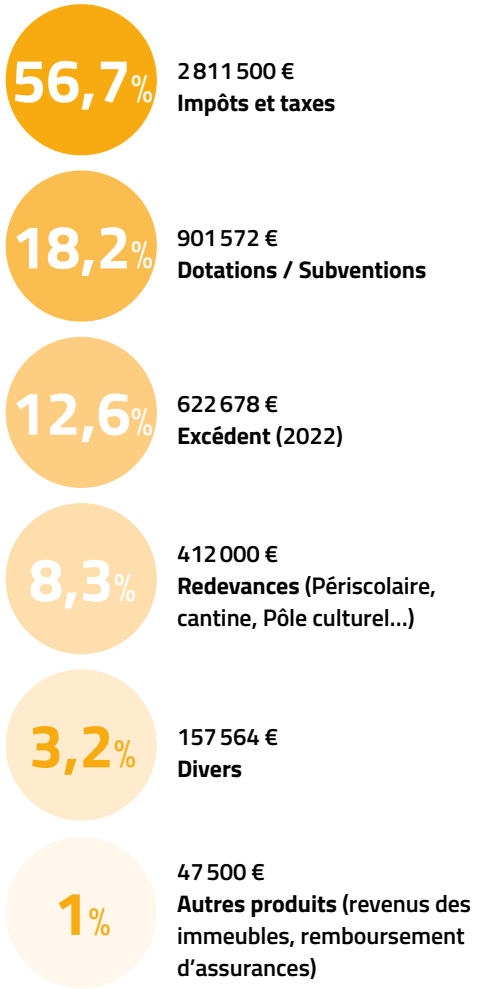 56,7%
2 811 500 €
Impôts et taxes
18,2%
901 572 €
Dotations / Subventions
12,6%
622 678 €
Excédent (2022)
8,3%
412 000 €
Redevances (Périscolaire,
cantine, Pôle culturel...)
3,2%
157 564 €
Divers
1%
47 500 €
Autres produits (revenus des
immeubles, remboursement
d’assurances)